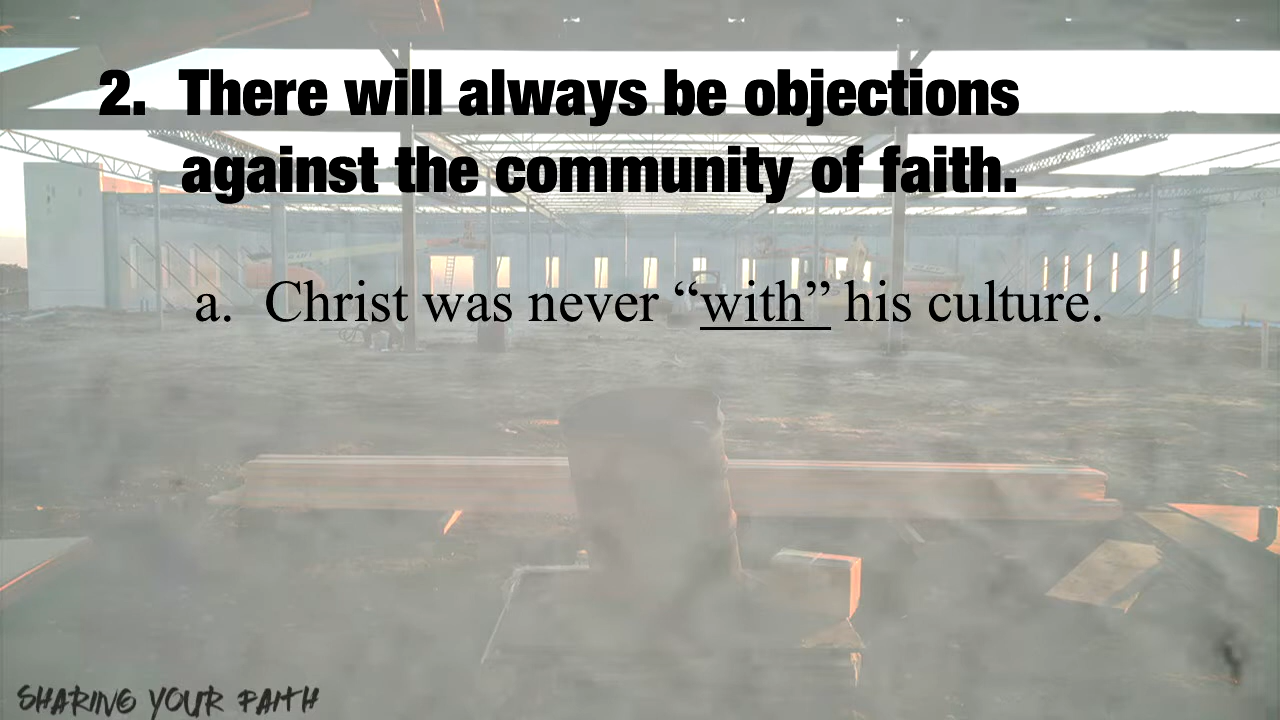 2. There will always be objections
against the community of faith.
a. Christ was never “with” his culture.
SHARING YOUR FAITH